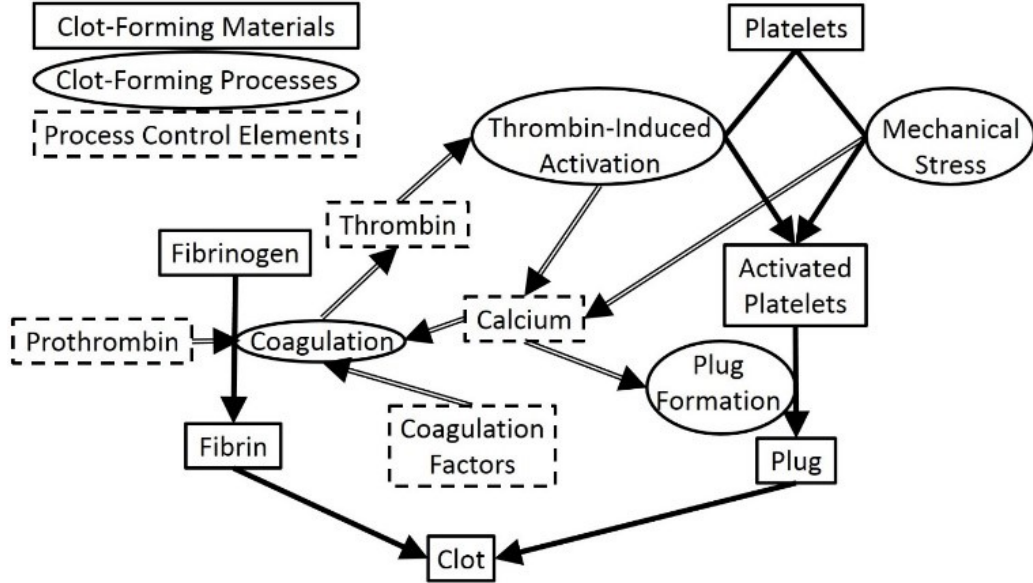 Clot-Forming Materials
Clot-Forming Processes
Process Control Elements
Platelets
Thrombin-Induced
Activation
Mechanical
Stress
Thrombin
Fibrinogen
Activated
Platelets
Prothrombin
Coagulation
Calcium
Plug
Formation
Coagulation
Factors
Fibrin
Plug
Clot